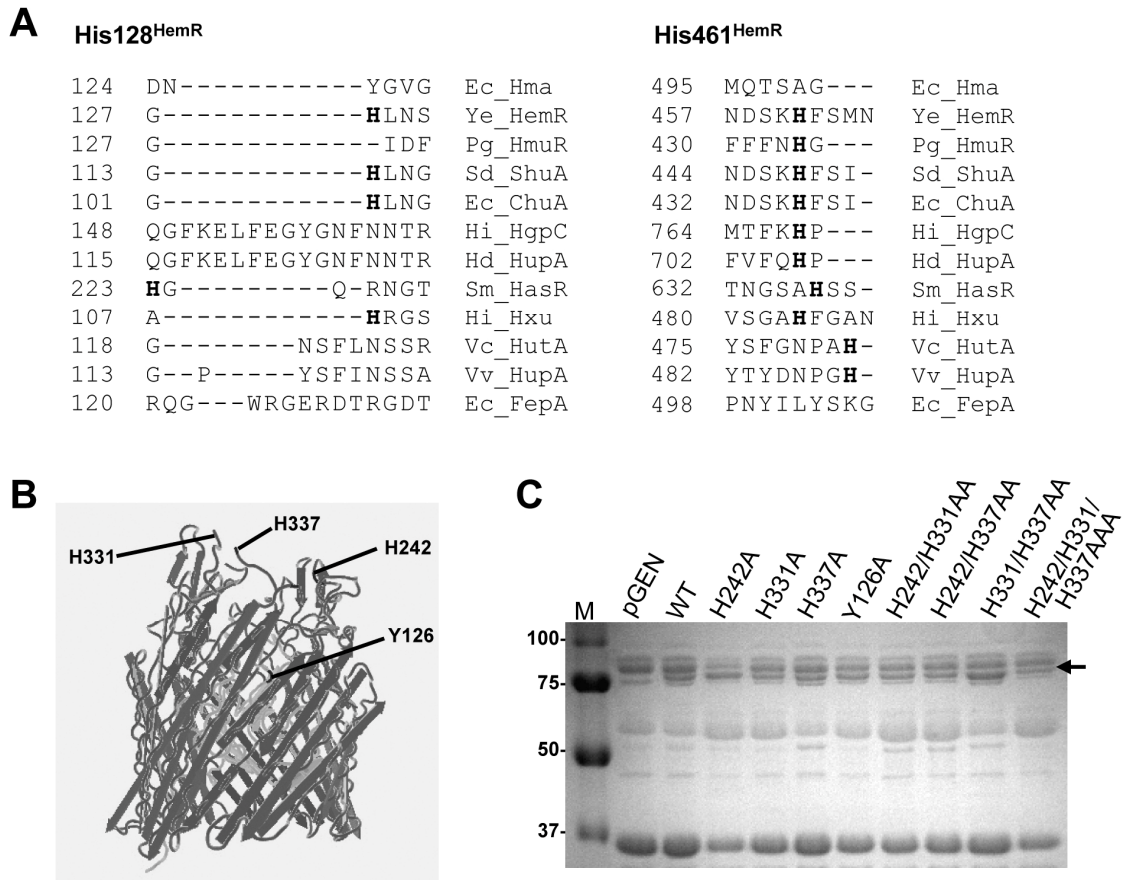 A
His128HemR
124 DN-----------YGVG Ec_Hma
127 G------------HLNS Ye_HemR
127 G-------------IDF Pg_HmuR
113 G------------HLNG Sd_ShuA
101 G------------HLNG Ec_ChuA
148 QGFKELFEGYGNFNNTR Hi_HgpC
115 QGFKELFEGYGNFNNTR Hd_HupA
223 HG---------Q-RNGT Sm_HasR
107 A------------HRGS Hi_Hxu
118 G--------NSFLNSSR Vc_HutA
113 G--P-----YSFINSSA Vv_HupA
120 RQG---WRGERDTRGDT Ec_FepA
His461HemR
495 MQTSAG--- Ec_Hma
457 NDSKHFSMN Ye_HemR
430 FFFNHG--- Pg_HmuR
444 NDSKHFSI- Sd_ShuA
432 NDSKHFSI- Ec_ChuA
764 MTFKHP--- Hi_HgpC
702 FVFQHP--- Hd_HupA
632 TNGSAHSS- Sm_HasR
480 VSGAHFGAN Hi_Hxu
475 YSFGNPAH- Vc_HutA
482 YTYDNPGH- Vv_HupA
498 PNYILYSKG Ec_FepA
B
H331
H337
H242
Y126
C
M
pGEN
WT
H242A
H331A
H337A
Y126A
H242/H331AA
H242/H337AA
H331/H337AA
H242/H331/
H337AAA
100-
75-
50-
37-